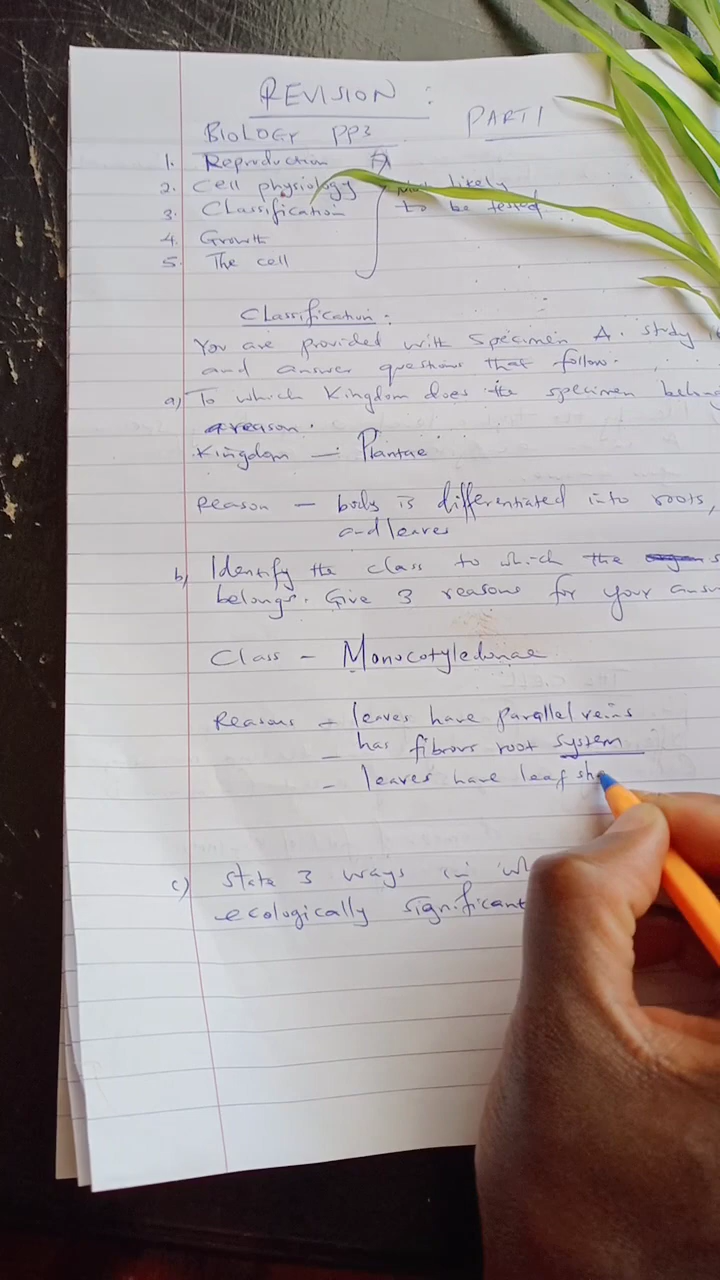 REVISION :
BIOLOGY PP3 PART 1
1. Reproduction
2. Cell physiology likely
3. Classification to be tested
4. Growth
5. The cell
Classification.
You are provided with Specimen A. study
and answer questions that follow.
a) To which Kingdom does the specimen belong
a reason.
Kingdom — Plantae
Reason — body is differentiated into roots,
and leaves
b) Identify the class to which the
belongs. Give 3 reasons for your
Class — Monocotyledonae
Reasons - leaves have parallel veins
- has fibrous root system
- leaves have leaf sh
c) State 3 ways in
ecologically significant